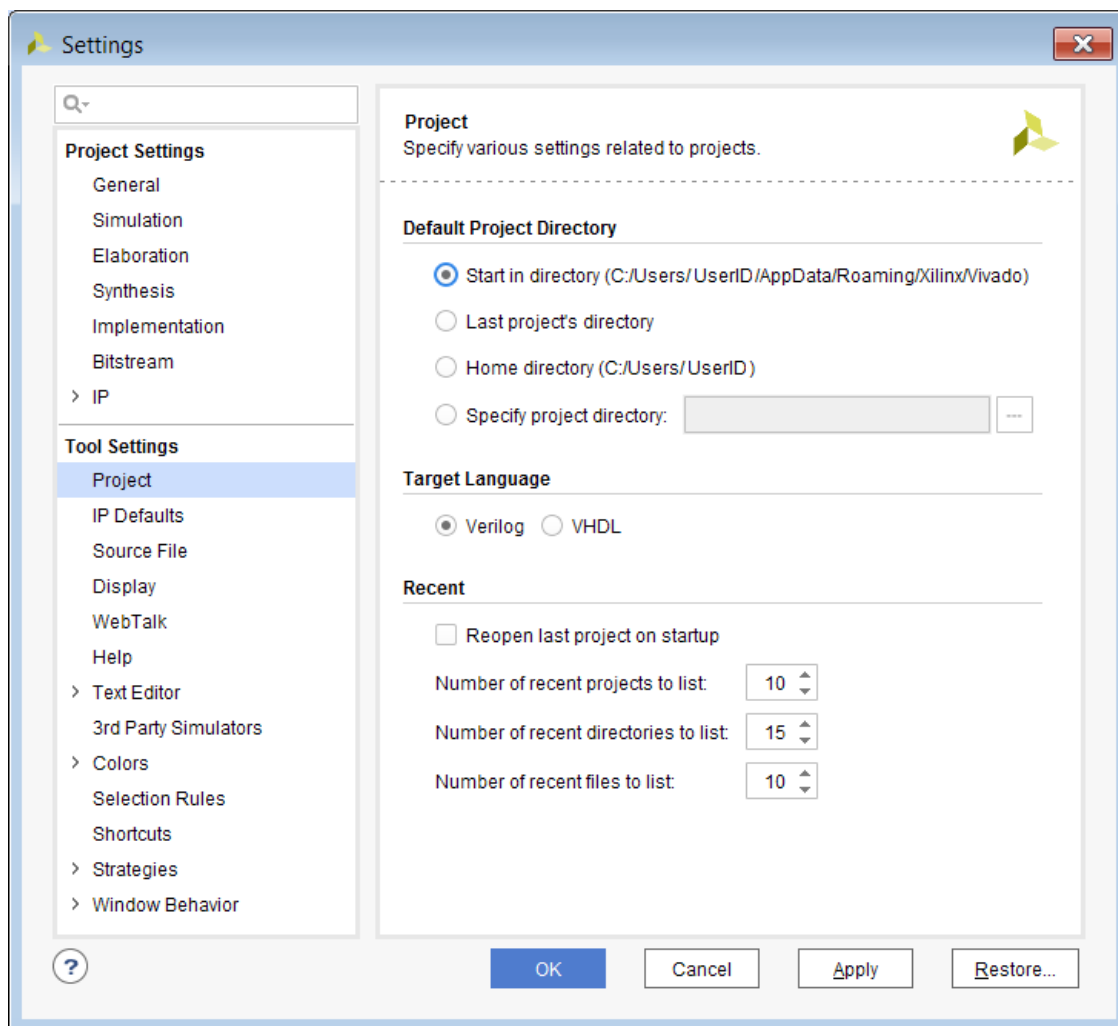 Settings
Project Settings
General
Simulation
Elaboration
Synthesis
Implementation
Bitstream
IP
Tool Settings
Project
IP Defaults
Source File
Display
WebTalk
Help
Text Editor
3rd Party Simulators
Colors
Selection Rules
Shortcuts
Strategies
Window Behavior
Project
Specify various settings related to projects.
Default Project Directory
Start in directory (C:/Users/UserID/AppData/Roaming/Xilinx/Vivado)
Last project's directory
Home directory (C:/Users/UserID)
Specify project directory:
---
Target Language
Verilog VHDL
Recent
Reopen last project on startup
Number of recent projects to list: 10
Number of recent directories to list: 15
Number of recent files to list: 10
? OK Cancel Apply Restore...